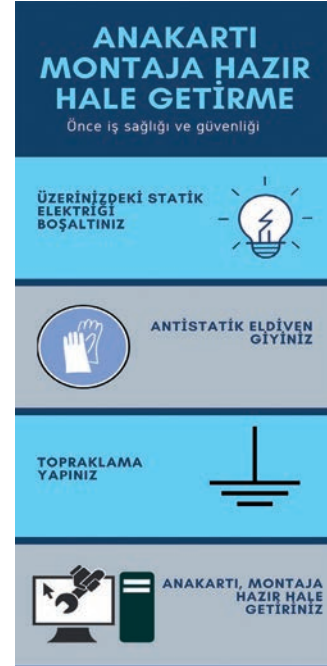 ANAKARTI
MONTAJA HAZIR
HALE GETİRME
Önce iş sağlığı ve güvenliği
ÜZERİNİZDEKİ STATİK
ELEKTRİĞİ
BOŞALTINIZ
ANTİSTATİK ELDİVEN
GİYİNİZ
TOPRAKLAMA
YAPINIZ
ANAKARTI, MONTAJA
HAZIR HALE
GETİRİNİZ